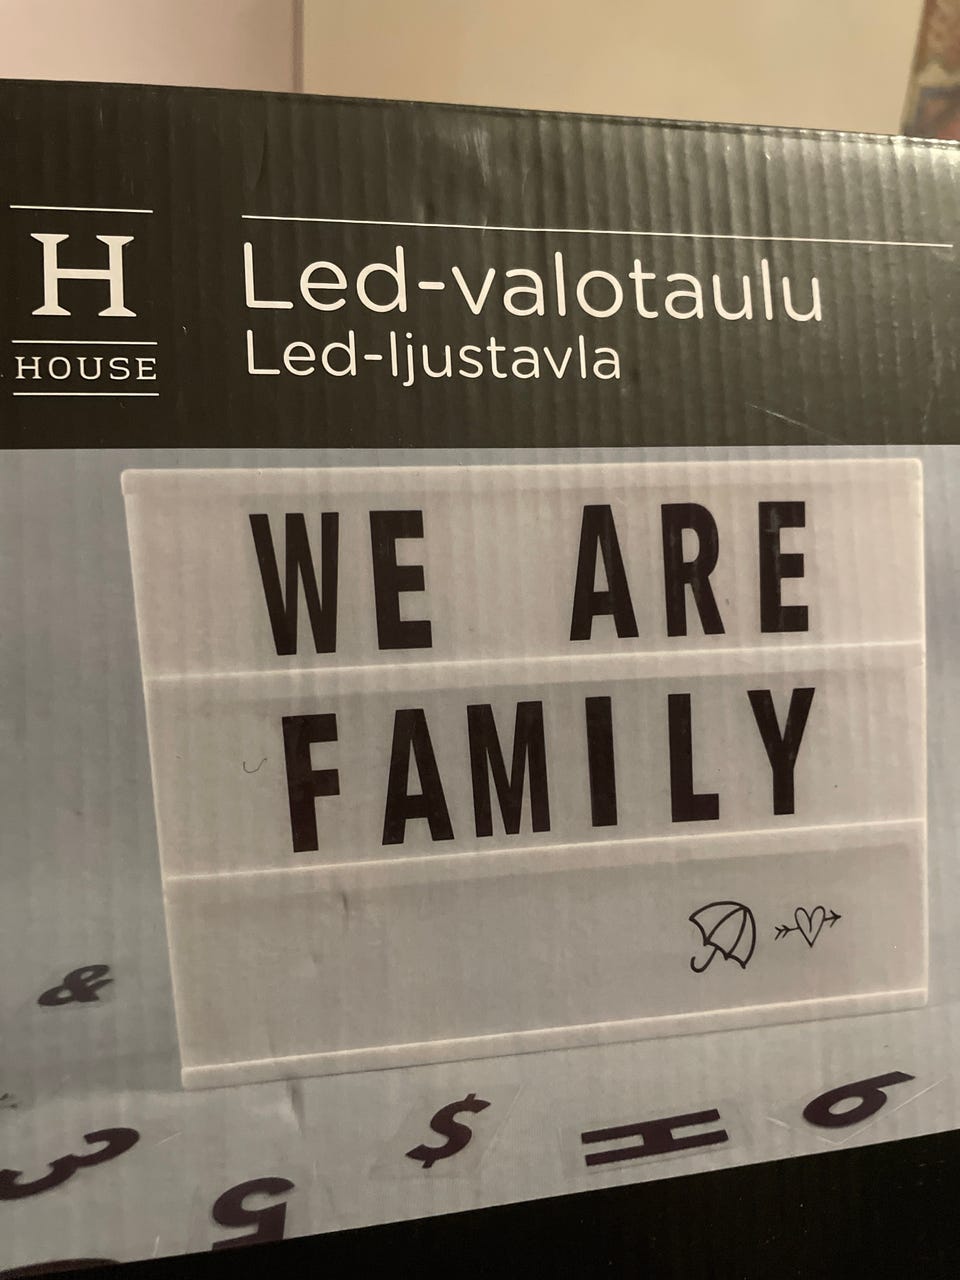 H
HOUSE
Led-valotaulu
Led-ljustavla
WE ARE
FAMILY
&
3 5 $ H 6